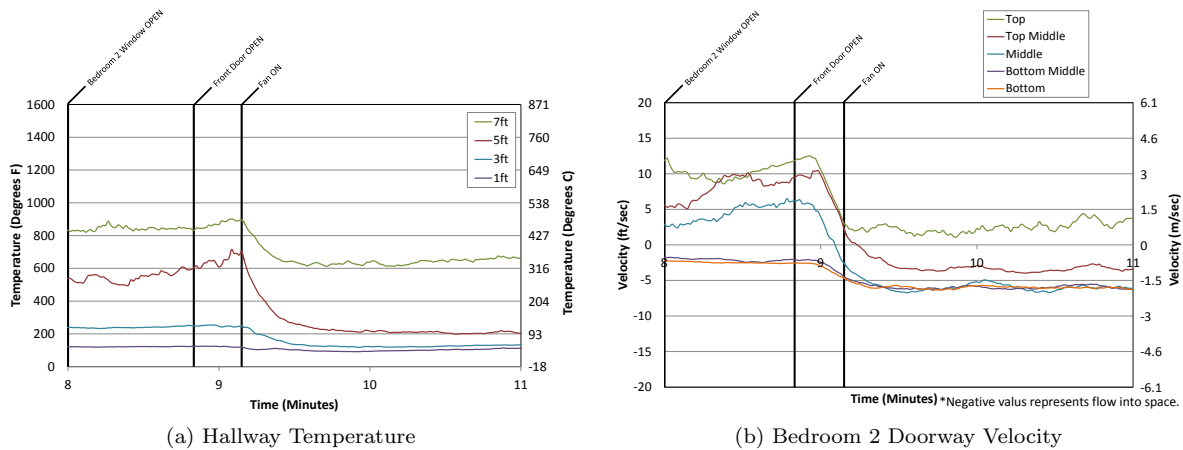 Bedroom 2 Window OPEN
Front Door OPEN
Fan ON
1600
1400
1200
1000
800
600
400
200
0
871
760
649
538
427
316
204
93
-18
Temperature (Degrees F)
Temperature (Degrees C)
7ft
5ft
3ft
1ft
8
9
10
11
Time (Minutes)
(a) Hallway Temperature
Bedroom 2 Window OPEN
Front Door OPEN
Fan ON
Top
Top Middle
Middle
Bottom Middle
Bottom
20
15
10
5
0
-5
-10
-15
-20
6.1
4.6
3
1.5
0
-1.5
-3
-4.6
-6.1
Velocity (ft/sec)
Velocity (m/sec)
8
9
10
11
Time (Minutes)
*Negative valus represents flow into space.
(b) Bedroom 2 Doorway Velocity